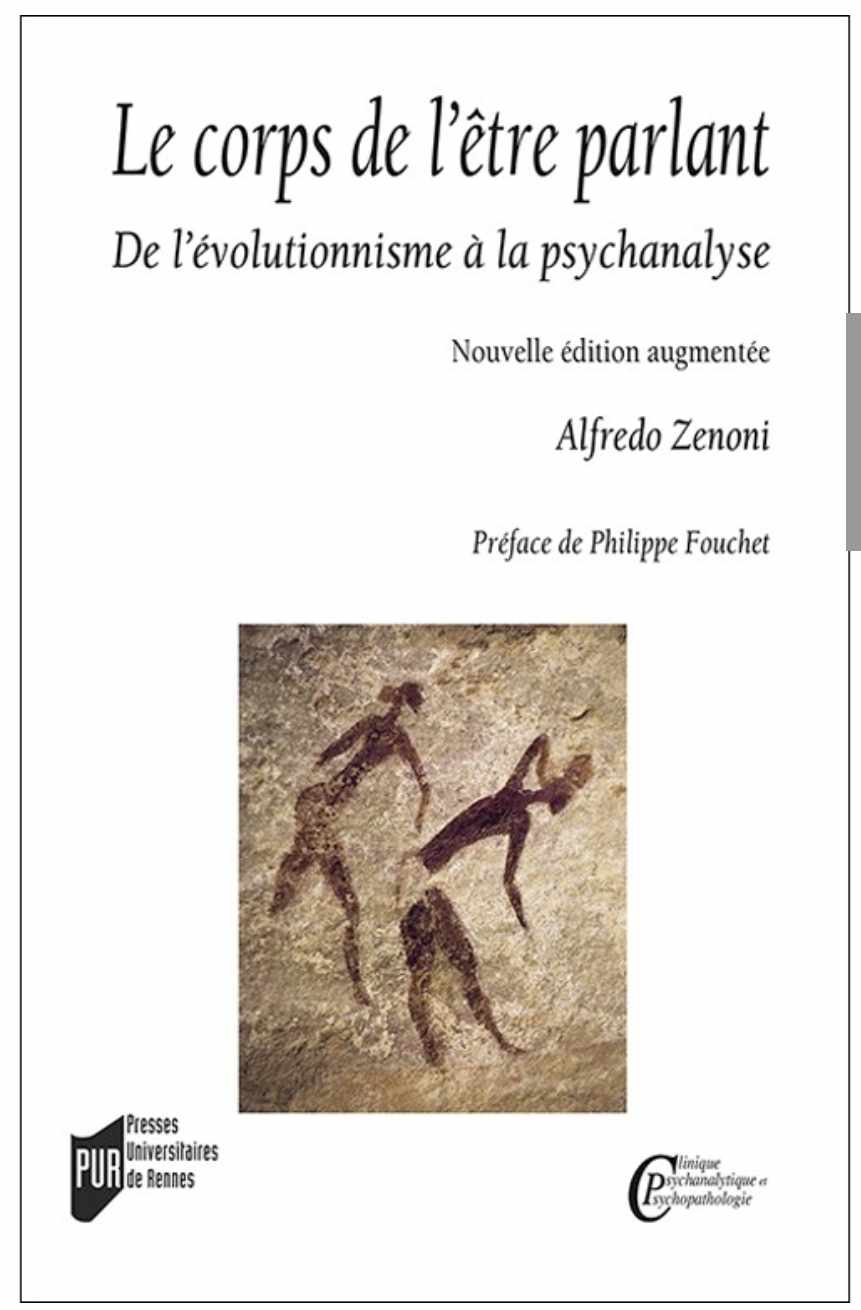 Le corps de l'être parlant
De l'évolutionnisme à la psychanalyse
Nouvelle édition augmentée
Alfredo Zenoni
Préface de Philippe Fouchet
PUR
Presses
Universitaires
de Rennes
Clinique
Psychanalytique et
Psychopathologie